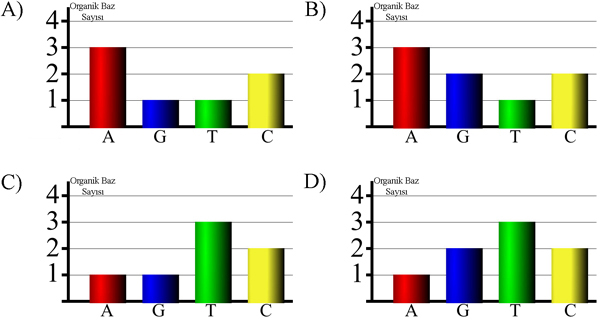 A) Organik Baz
Sayısı
4
3
2
1
A G T C
B) Organik Baz
Sayısı
4
3
2
1
A G T C
C) Organik Baz
Sayısı
4
3
2
1
A G T C
D) Organik Baz
Sayısı
4
3
2
1
A G T C